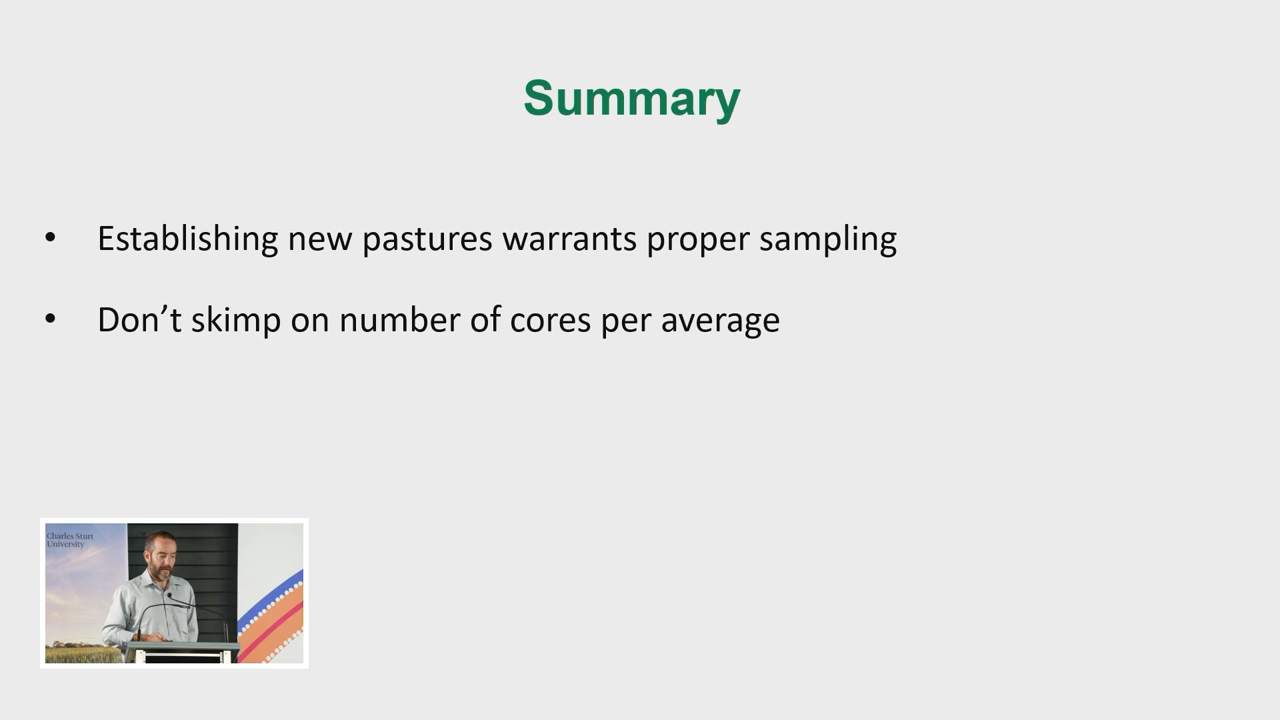 Summary
• Establishing new pastures warrants proper sampling
• Don’t skimp on number of cores per average
Charles Sturt
University